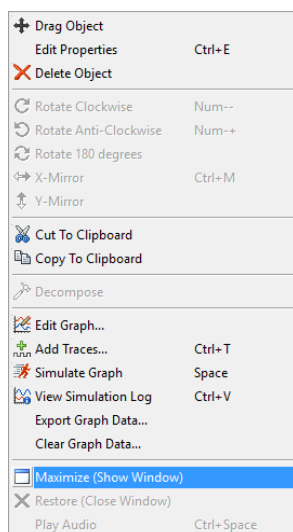 Drag Object
Edit Properties Ctrl+E
Delete Object
Rotate Clockwise Num--
Rotate Anti-Clockwise Num-+
Rotate 180 degrees
X-Mirror Ctrl+M
Y-Mirror
Cut To Clipboard
Copy To Clipboard
Decompose
Edit Graph...
Add Traces... Ctrl+T
Simulate Graph Space
View Simulation Log Ctrl+V
Export Graph Data...
Clear Graph Data...
Maximize (Show Window)
Restore (Close Window)
Play Audio Ctrl+Space